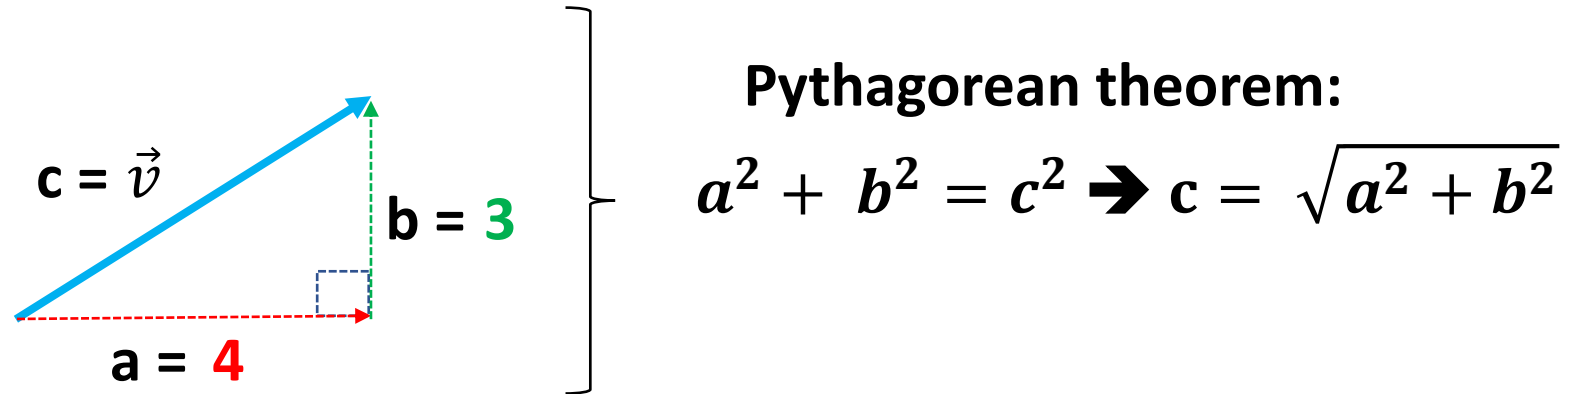 c = v⃗
b = 3
a = 4
Pythagorean theorem:
a² + b² = c² 🡺 c = √a² + b²